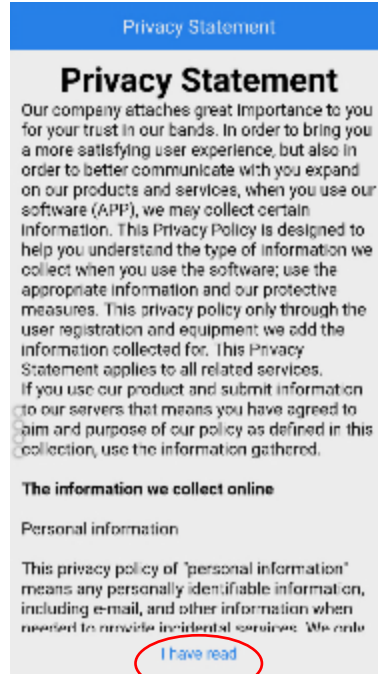 Privacy Statement
Privacy Statement
Our company attaches great importance to you
for your trust in our bands. In order to bring you
a more satisfying user experience, but also in
order to better communicate with you expand
on our products and services, when you use our
software (APP), we may collect certain
information. This Privacy Policy is designed to
help you understand the type of information we
collect when you use the software; use the
appropriate information and our protective
measures. This privacy policy only through the
user registration and equipment we add the
information collected for. This Privacy
Statement applies to all related services.
If you use our product and submit information
to our servers that means you have agreed to
aim and purpose of our policy as defined in this
collection, use the information gathered.
The information we collect online
Personal information
This privacy policy of "personal information"
means any personally identifiable information,
including e-mail, and other information when
needed to provide incidental services. We only
I have read